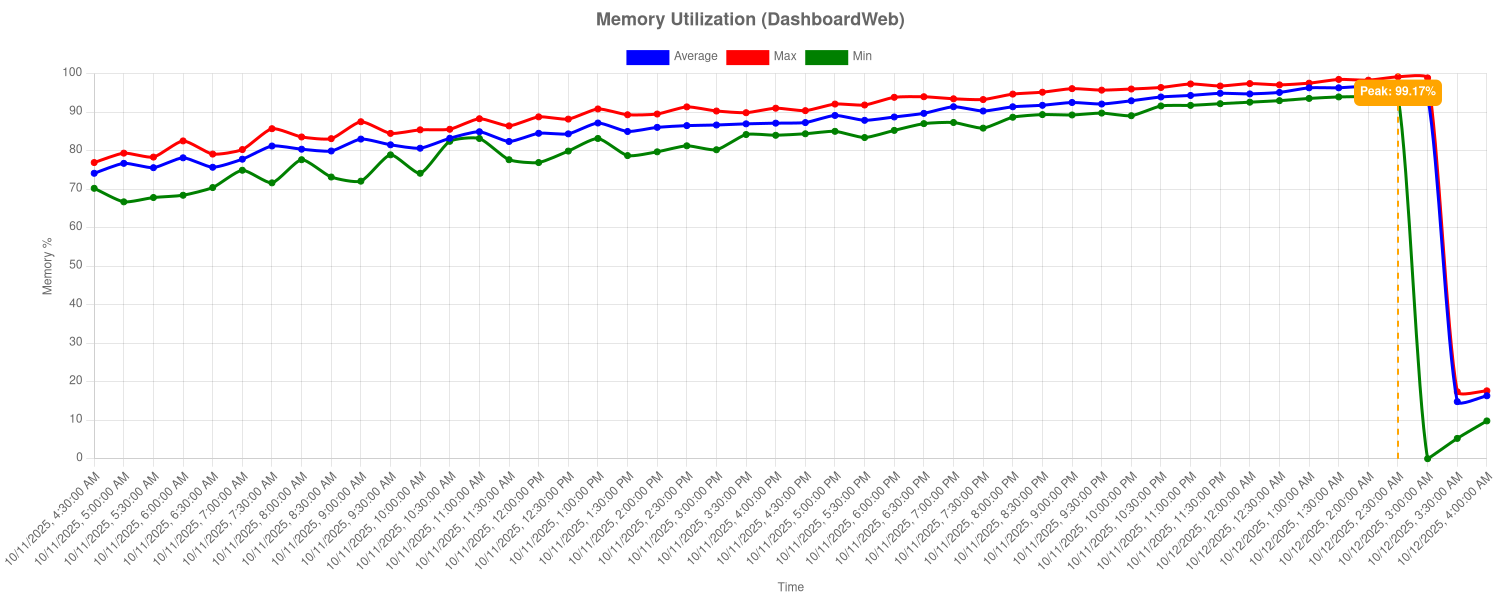 Memory Utilization (DashboardWeb)
Average Max Min
100
90
80
70
60
50
40
30
20
10
0
Memory %
Peak: 99.17%
10/11/2025, 4:30:00 AM
10/11/2025, 5:00:00 AM
10/11/2025, 5:30:00 AM
10/11/2025, 6:00:00 AM
10/11/2025, 6:30:00 AM
10/11/2025, 7:00:00 AM
10/11/2025, 7:30:00 AM
10/11/2025, 8:00:00 AM
10/11/2025, 8:30:00 AM
10/11/2025, 9:00:00 AM
10/11/2025, 9:30:00 AM
10/11/2025, 10:00:00 AM
10/11/2025, 10:30:00 AM
10/11/2025, 11:00:00 AM
10/11/2025, 11:30:00 AM
10/11/2025, 12:00:00 PM
10/11/2025, 12:30:00 PM
10/11/2025, 1:00:00 PM
10/11/2025, 1:30:00 PM
10/11/2025, 2:00:00 PM
10/11/2025, 2:30:00 PM
10/11/2025, 3:00:00 PM
10/11/2025, 3:30:00 PM
10/11/2025, 4:00:00 PM
10/11/2025, 4:30:00 PM
10/11/2025, 5:00:00 PM
10/11/2025, 5:30:00 PM
10/11/2025, 6:00:00 PM
10/11/2025, 6:30:00 PM
10/11/2025, 7:00:00 PM
10/11/2025, 7:30:00 PM
10/11/2025, 8:00:00 PM
10/11/2025, 8:30:00 PM
10/11/2025, 9:00:00 PM
10/11/2025, 9:30:00 PM
10/11/2025, 10:00:00 PM
10/11/2025, 10:30:00 PM
10/11/2025, 11:00:00 PM
10/11/2025, 11:30:00 PM
10/12/2025, 12:00:00 AM
10/12/2025, 12:30:00 AM
10/12/2025, 1:00:00 AM
10/12/2025, 1:30:00 AM
10/12/2025, 2:00:00 AM
10/12/2025, 2:30:00 AM
10/12/2025, 3:00:00 AM
10/12/2025, 3:30:00 AM
10/12/2025, 4:00:00 AM
Time